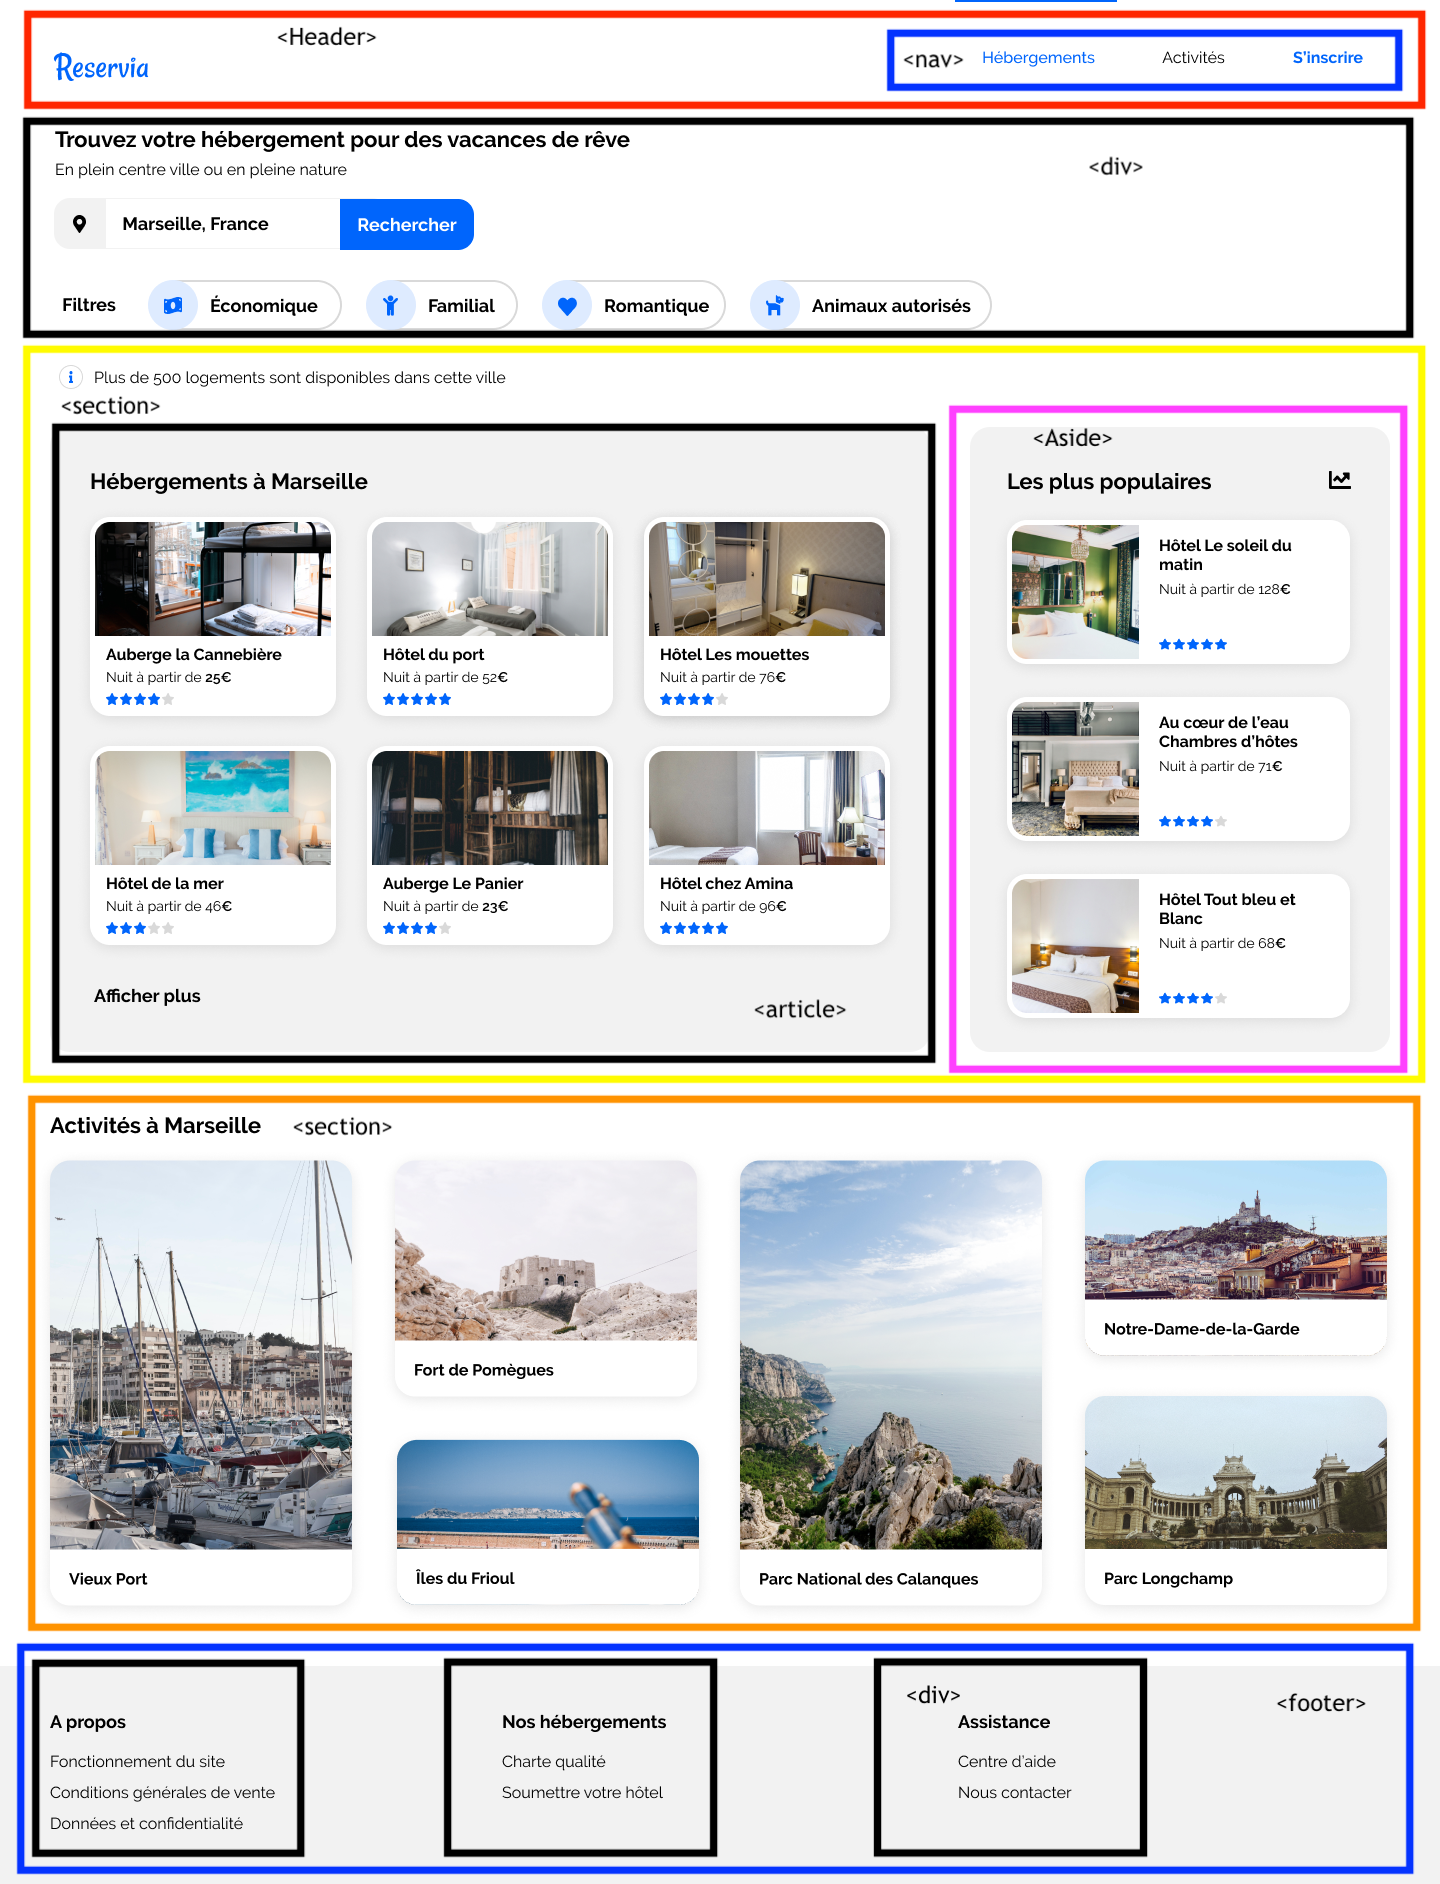 <Header>
Reservia
<nav>
Hébergements
Activités
S'inscrire
Trouvez votre hébergement pour des vacances de rêve
En plein centre ville ou en pleine nature
<div>
Marseille, France
Rechercher
Filtres
Économique
Familial
Romantique
Animaux autorisés
Plus de 500 logements sont disponibles dans cette ville
<section>
Hébergements à Marseille
Auberge la Cannebière
Nuit à partir de 25€
Hôtel du port
Nuit à partir de 52€
Hôtel Les mouettes
Nuit à partir de 76€
Hôtel de la mer
Nuit à partir de 46€
Auberge Le Panier
Nuit à partir de 23€
Hôtel chez Amina
Nuit à partir de 96€
Afficher plus
<article>
<Aside>
Les plus populaires
Hôtel Le soleil du
matin
Nuit à partir de 128€
Au cœur de l'eau
Chambres d'hôtes
Nuit à partir de 71€
Hôtel Tout bleu et
Blanc
Nuit à partir de 68€
Activités à Marseille
<section>
Vieux Port
Fort de Pomègues
Îles du Frioul
Parc National des Calanques
Notre-Dame-de-la-Garde
Parc Longchamp
A propos
Fonctionnement du site
Conditions générales de vente
Données et confidentialité
Nos hébergements
Charte qualité
Soumettre votre hôtel
<div>
Assistance
Centre d'aide
Nous contacter
<footer>